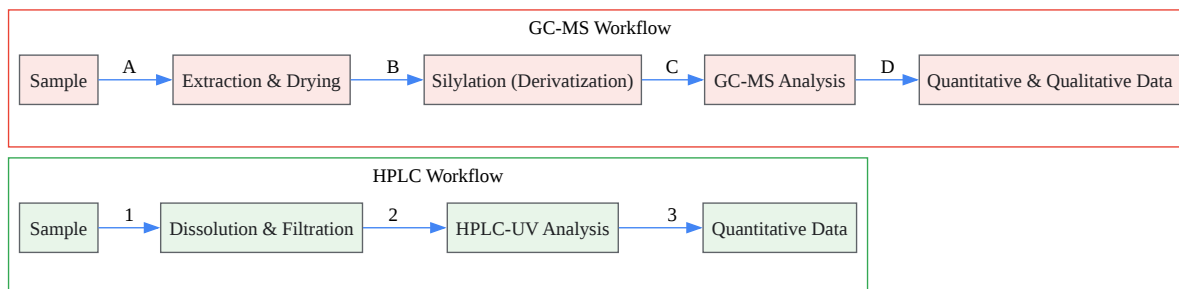 GC-MS Workflow
A B C D
Sample Extraction & Drying Silylation (Derivatization) GC-MS Analysis Quantitative & Qualitative Data
HPLC Workflow
1 2 3
Sample Dissolution & Filtration HPLC-UV Analysis Quantitative Data